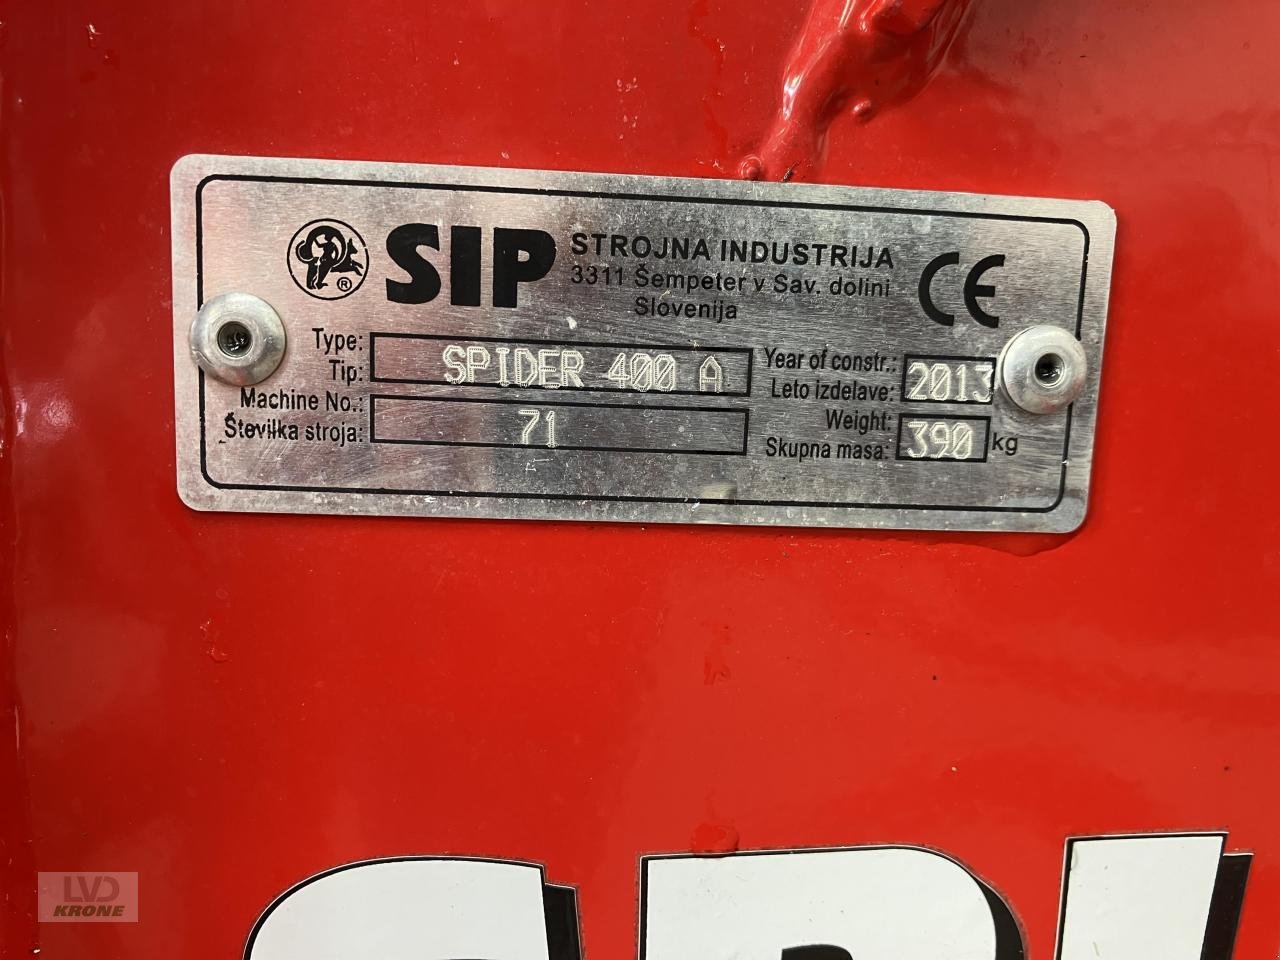 SIP STROJNA INDUSTRIJA
3311 Šempeter v Sav. dolini
Slovenija
®
CE
Type:
Tip:
SPIDER 400 A
Machine No.:
Številka stroja:
71
Year of constr.:
Leto izdelave:
2013
Weight:
Skupna masa:
390 kg
LVD
KRONE